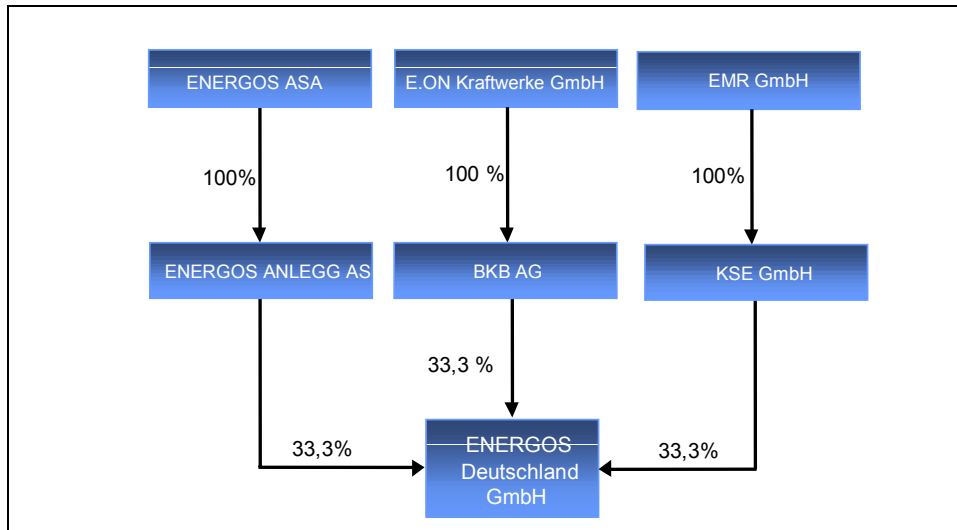 ENERGOS ASA
E.ON Kraftwerke GmbH
EMR GmbH
100%
100 %
100%
ENERGOS ANLEGG AS
BKB AG
KSE GmbH
33,3 %
33,3%
ENERGOS
Deutschland
GmbH
33,3%